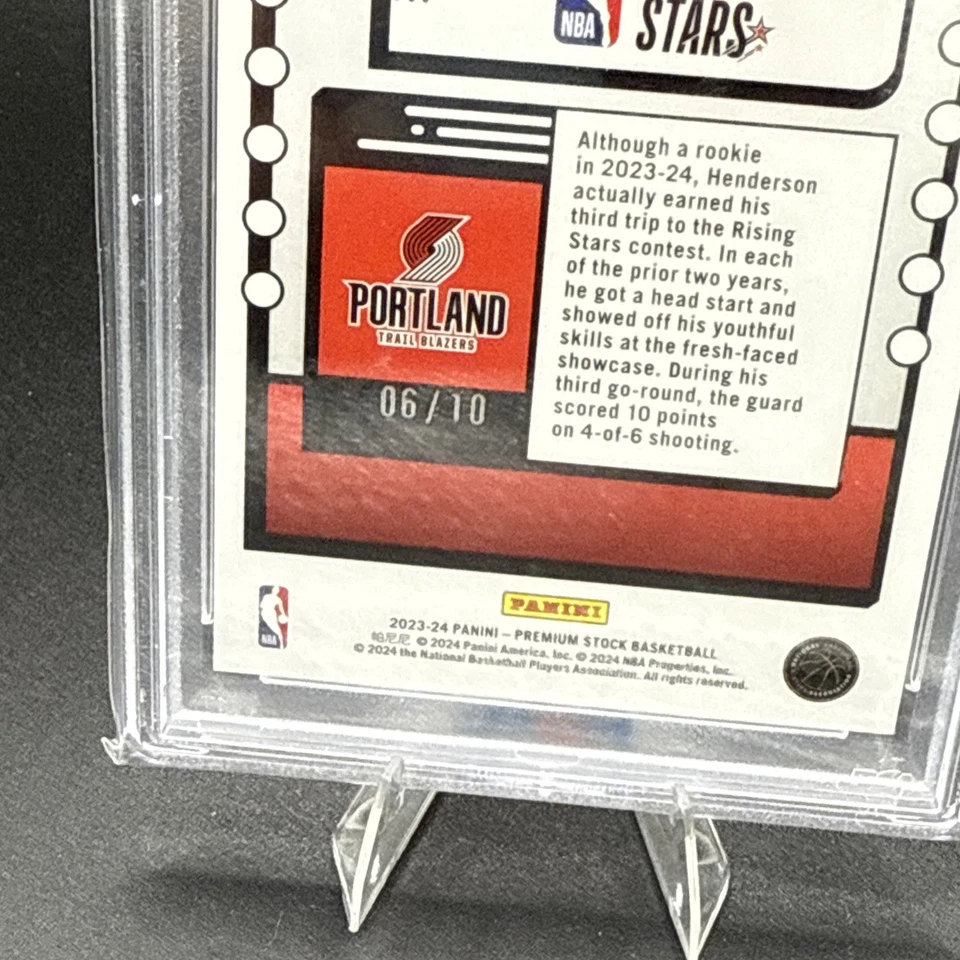 NBA
STARS
Although a rookie
in 2023-24, Henderson
actually earned his
third trip to the Rising
Stars contest. In each
of the prior two years,
he got a head start and
showed off his youthful
skills at the fresh-faced
showcase. During his
third go-round, the guard
scored 10 points
on 4-of-6 shooting.
PORTLAND
TRAIL BLAZERS
06/10
PANINI
NBA
2023-24 PANINI – PREMIUM STOCK BASKETBALL
帕尼尼 © 2024 Panini America, Inc. © 2024 NBA Properties, Inc.
© 2024 the National Basketball Players Association. All rights reserved.